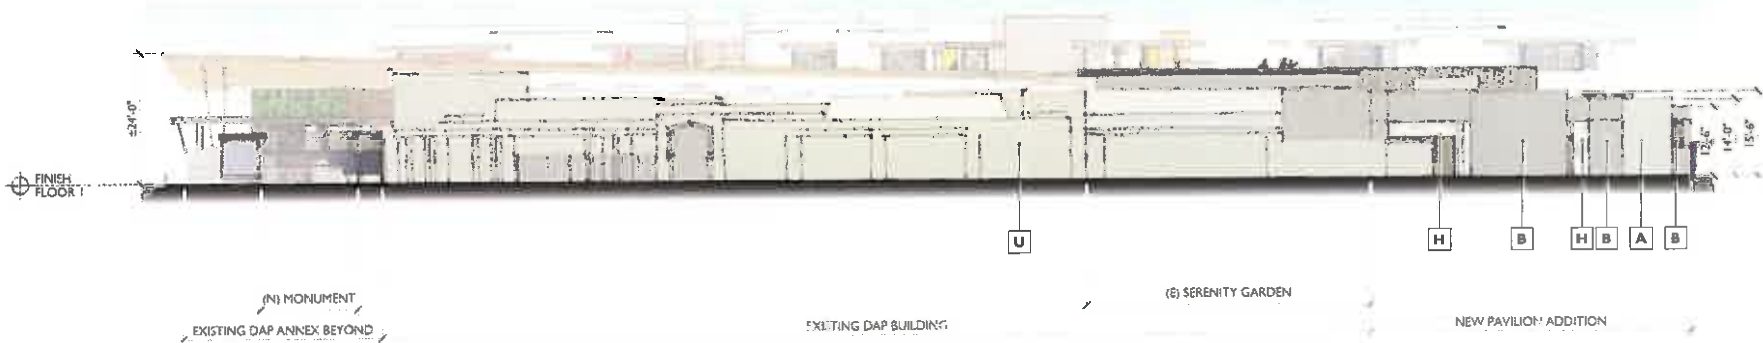 ±24'-0"
12'-6"
14'-0"
15'-6"
FINISH
FLOOR
U
H
B
H
B
A
B
(N) MONUMENT
(E) SERENITY GARDEN
EXISTING DAP ANNEX BEYOND
EXISTING DAP BUILDING
NEW PAVILION ADDITION